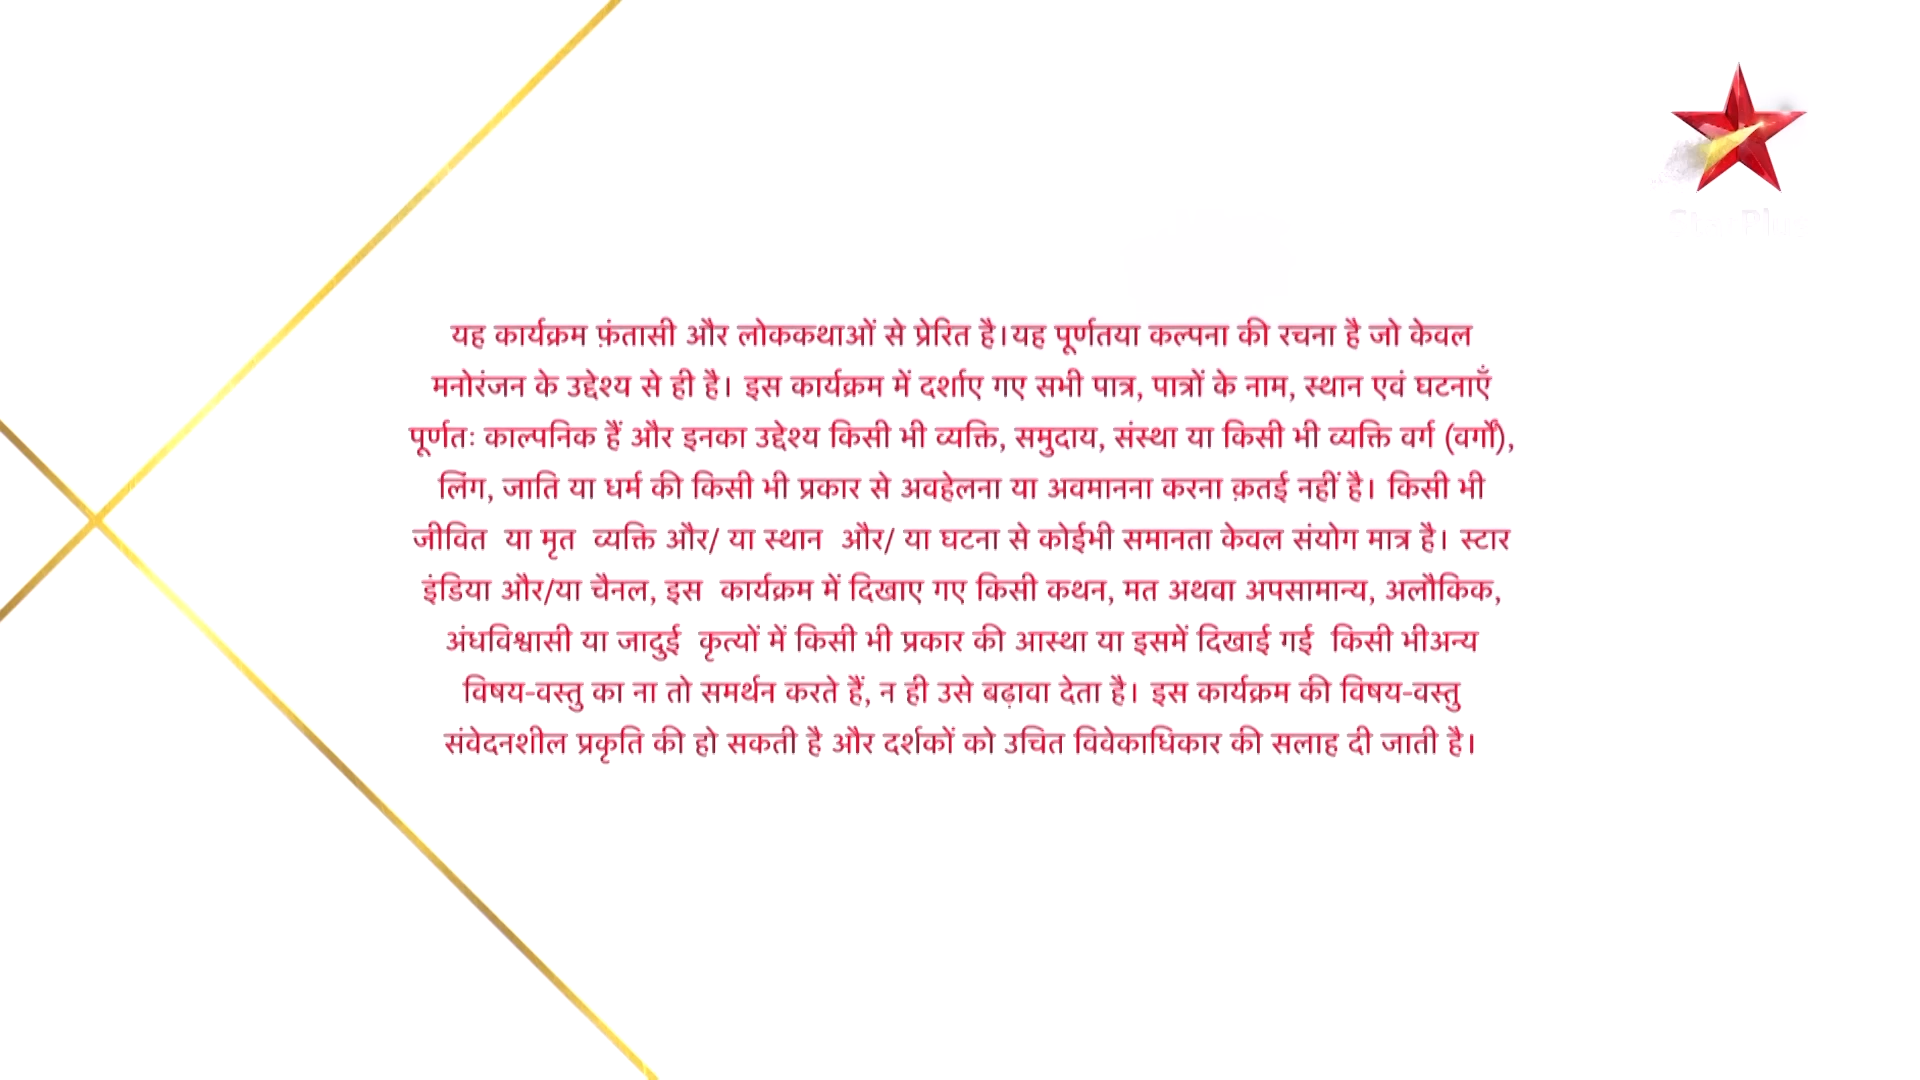 यह कार्यक्रम फ़ंतासी और लोककथाओं से प्रेरित है।यह पूर्णतया कल्पना की रचना है जो केवल
मनोरंजन के उद्देश्य से ही है। इस कार्यक्रम में दर्शाए गए सभी पात्र, पात्रों के नाम, स्थान एवं घटनाएँ
पूर्णतः काल्पनिक हैं और इनका उद्देश्य किसी भी व्यक्ति, समुदाय, संस्था या किसी भी व्यक्ति वर्ग (वर्गों),
लिंग, जाति या धर्म की किसी भी प्रकार से अवहेलना या अवमानना करना क़तई नहीं है। किसी भी
जीवित या मृत व्यक्ति और/ या स्थान और/ या घटना से कोईभी समानता केवल संयोग मात्र है। स्टार
इंडिया और/या चैनल, इस कार्यक्रम में दिखाए गए किसी कथन, मत अथवा अपसामान्य, अलौकिक,
अंधविश्वासी या जादुई कृत्यों में किसी भी प्रकार की आस्था या इसमें दिखाई गई किसी भीअन्य
विषय-वस्तु का ना तो समर्थन करते हैं, न ही उसे बढ़ावा देता है। इस कार्यक्रम की विषय-वस्तु
संवेदनशील प्रकृति की हो सकती है और दर्शकों को उचित विवेकाधिकार की सलाह दी जाती है।